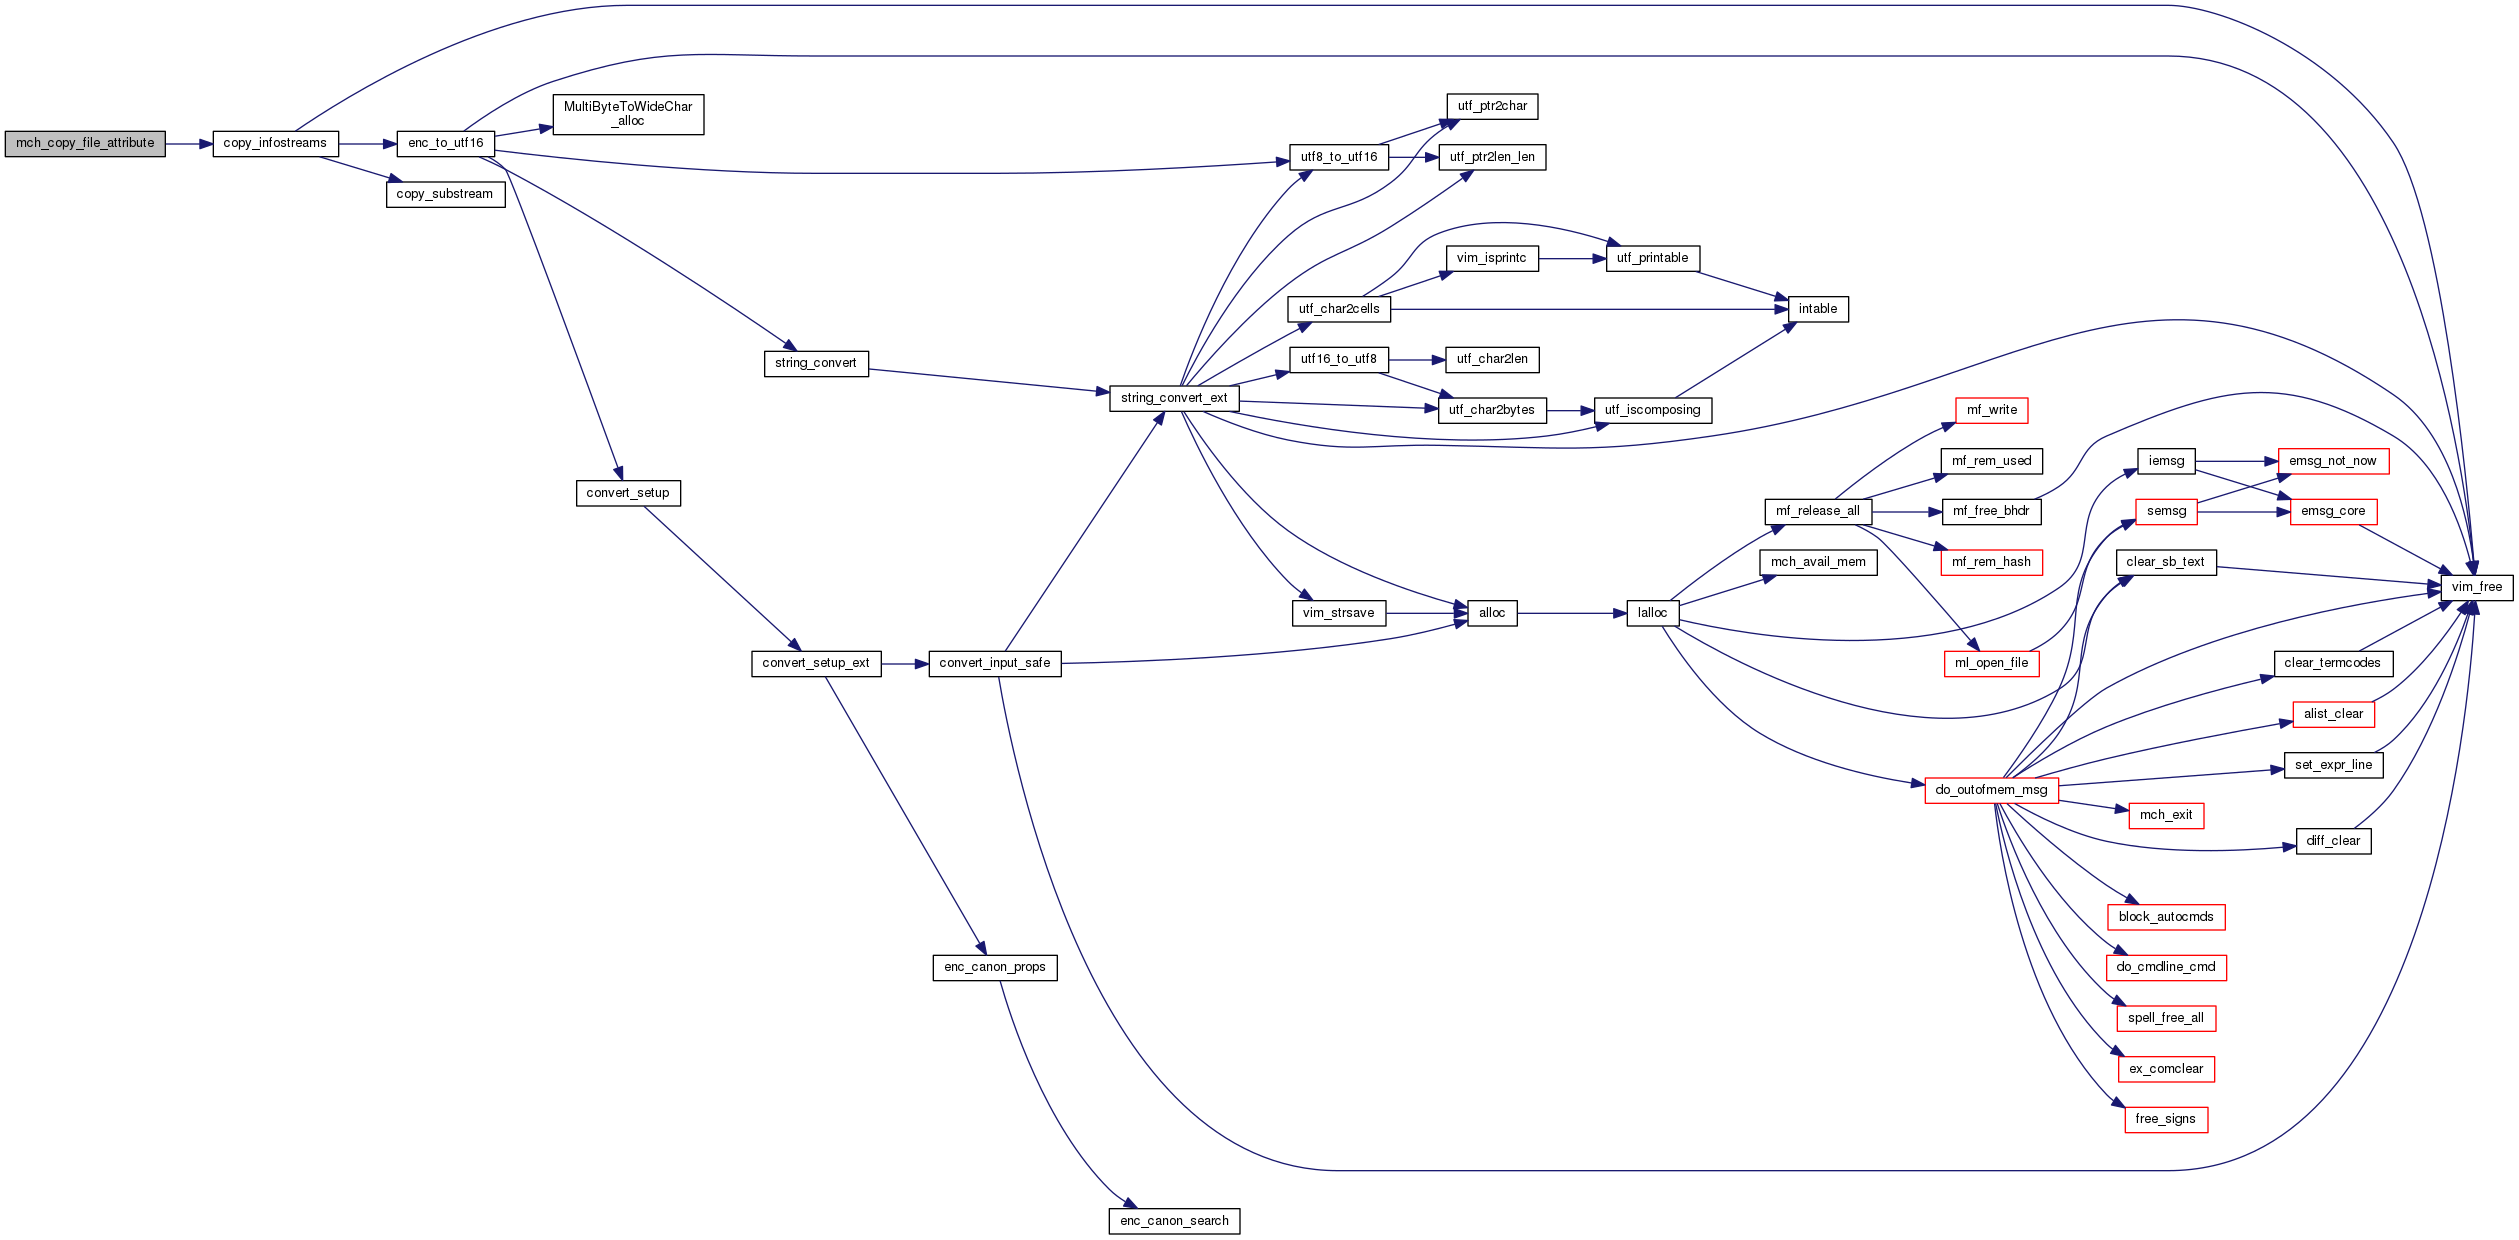 mch_copy_file_attribute
copy_infostreams
enc_to_utf16
MultiByteToWideChar
_alloc
copy_substream
string_convert
convert_setup
convert_setup_ext
convert_input_safe
enc_canon_props
enc_canon_search
string_convert_ext
utf8_to_utf16
utf_ptr2char
utf_ptr2len_len
utf_char2cells
vim_isprintc
utf_printable
intable
utf16_to_utf8
utf_char2len
utf_char2bytes
utf_iscomposing
vim_strsave
alloc
lalloc
mf_release_all
mch_avail_mem
mf_write
mf_rem_used
mf_free_bhdr
mf_rem_hash
ml_open_file
do_outofmem_msg
iemsg
semsg
clear_sb_text
emsg_not_now
emsg_core
vim_free
clear_termcodes
alist_clear
set_expr_line
mch_exit
diff_clear
block_autocmds
do_cmdline_cmd
spell_free_all
ex_comclear
free_signs